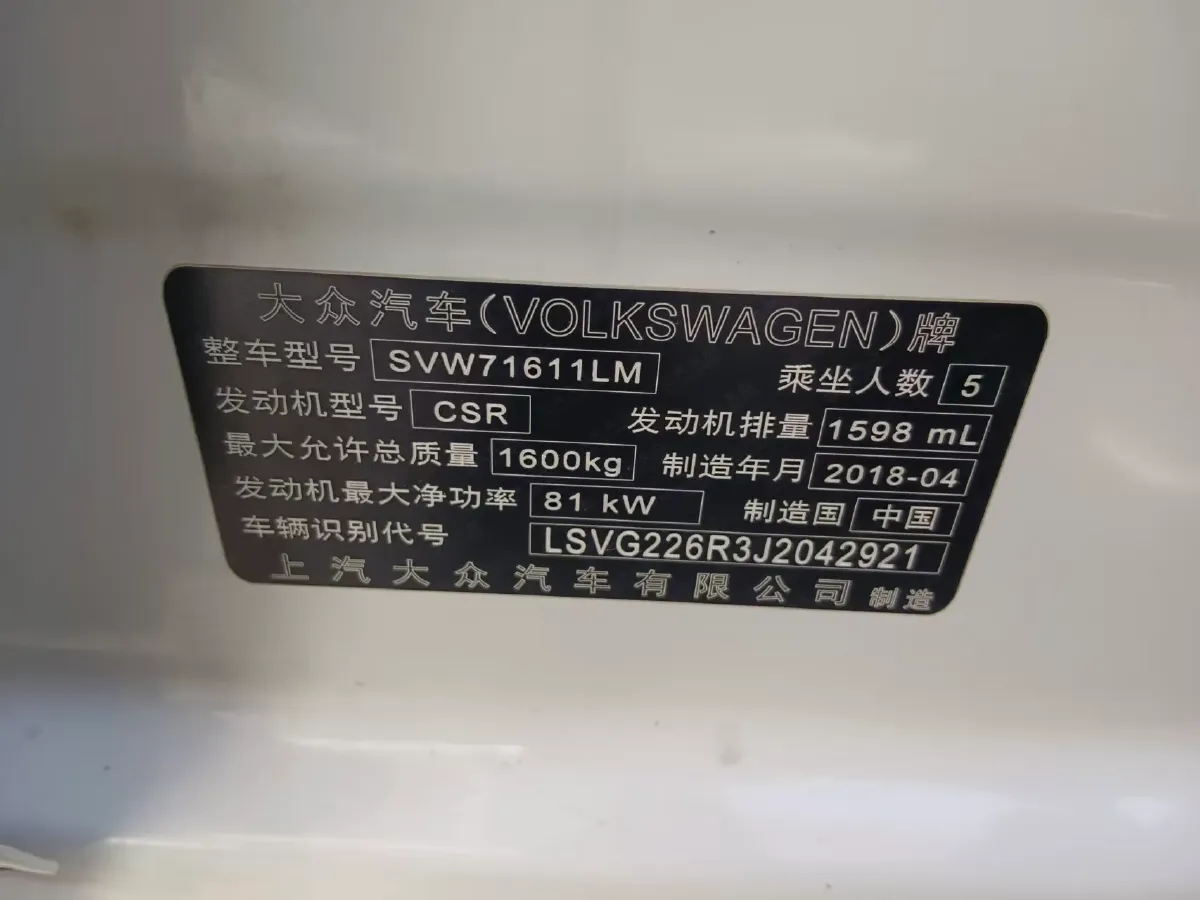 大众汽车(VOLKSWAGEN)牌
整车型号 SVW71611LM 乘坐人数 5
发动机型号 CSR 发动机排量 1598 mL
最大允许总质量 1600kg 制造年月 2018-04
发动机最大净功率 81 kW 制造国 中国
车辆识别代号 LSVG226R3J2042921
上汽大众汽车有限公司 制造